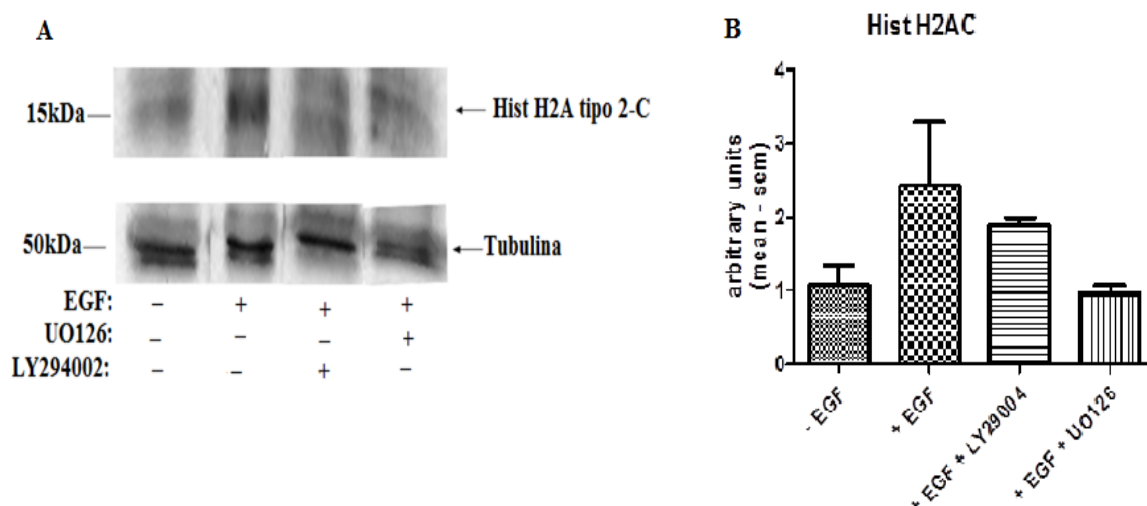 A
15kDa
Hist H2A tipo 2-C
50kDa
Tubulina
EGF: – + + +
UO126: – – – +
LY294002: – – + –
B
Hist H2AC
arbitrary units
(mean - sem)
4
3
2
1
0
- EGF
+ EGF
+ EGF + LY29004
+ EGF + UO126